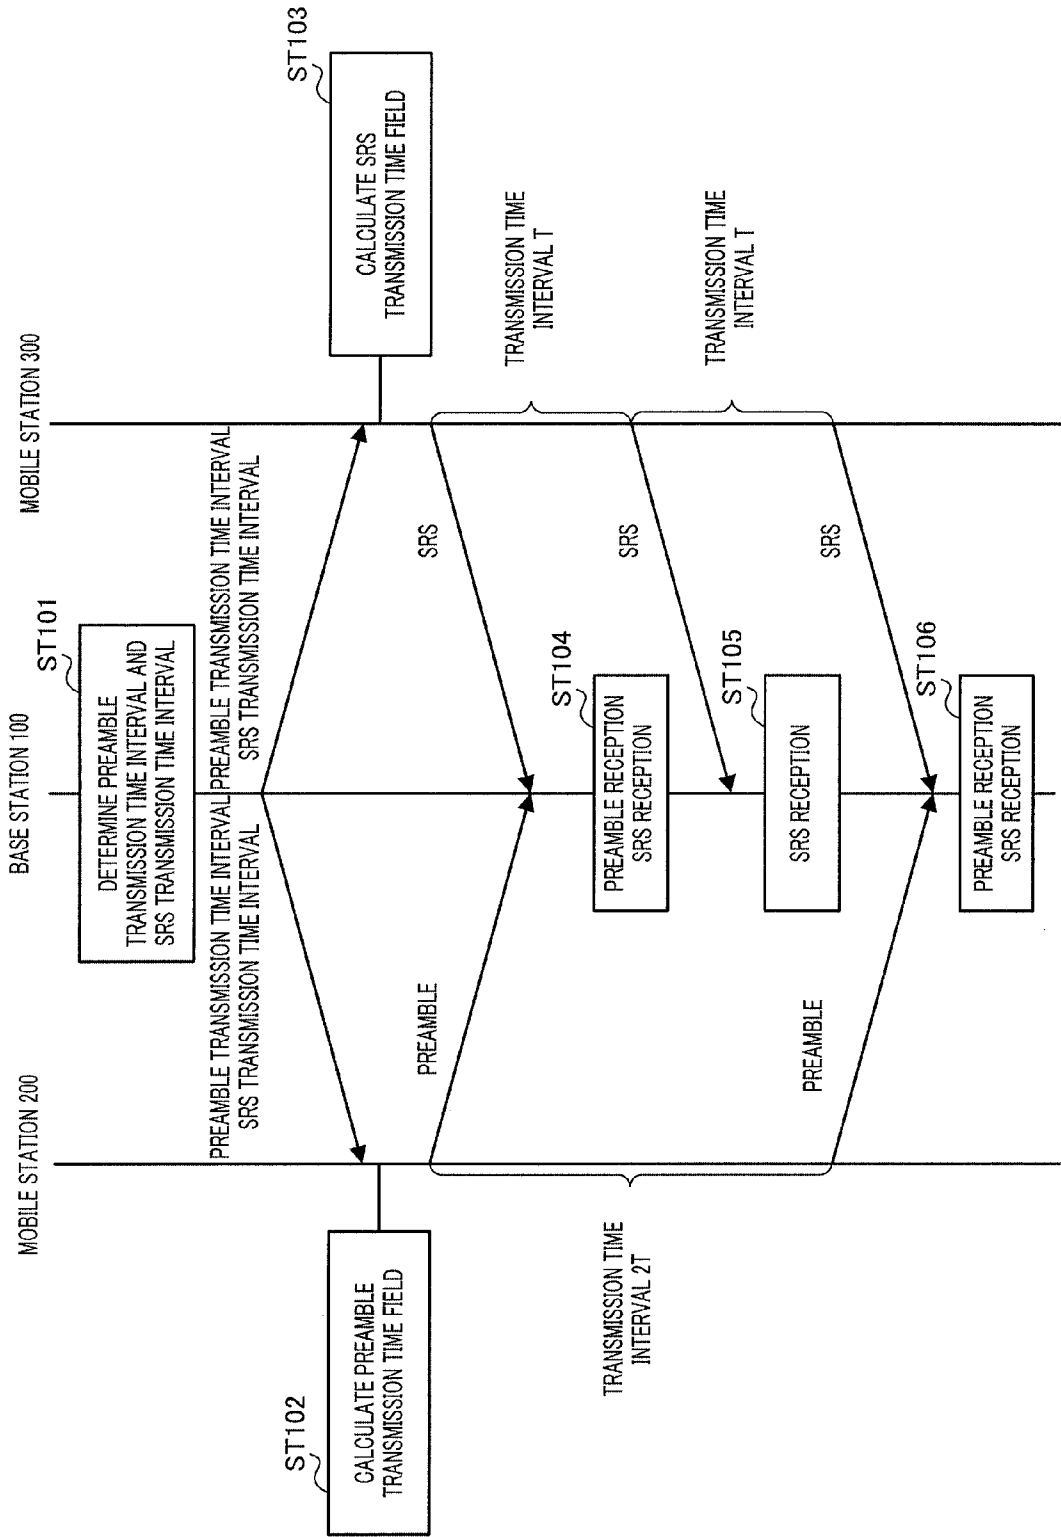 MOBILE STATION 200
BASE STATION 100
MOBILE STATION 300
ST101
DETERMINE PREAMBLE
TRANSMISSION TIME INTERVAL AND
SRS TRANSMISSION TIME INTERVAL
PREAMBLE TRANSMISSION TIME INTERVAL
SRS TRANSMISSION TIME INTERVAL
PREAMBLE TRANSMISSION TIME INTERVAL
SRS TRANSMISSION TIME INTERVAL
ST102
CALCULATE PREAMBLE
TRANSMISSION TIME FIELD
ST103
CALCULATE SRS
TRANSMISSION TIME FIELD
PREAMBLE
SRS
TRANSMISSION TIME
INTERVAL T
ST104
PREAMBLE RECEPTION
SRS RECEPTION
TRANSMISSION TIME
INTERVAL 2T
SRS
TRANSMISSION TIME
INTERVAL T
ST105
SRS RECEPTION
PREAMBLE
SRS
ST106
PREAMBLE RECEPTION
SRS RECEPTION